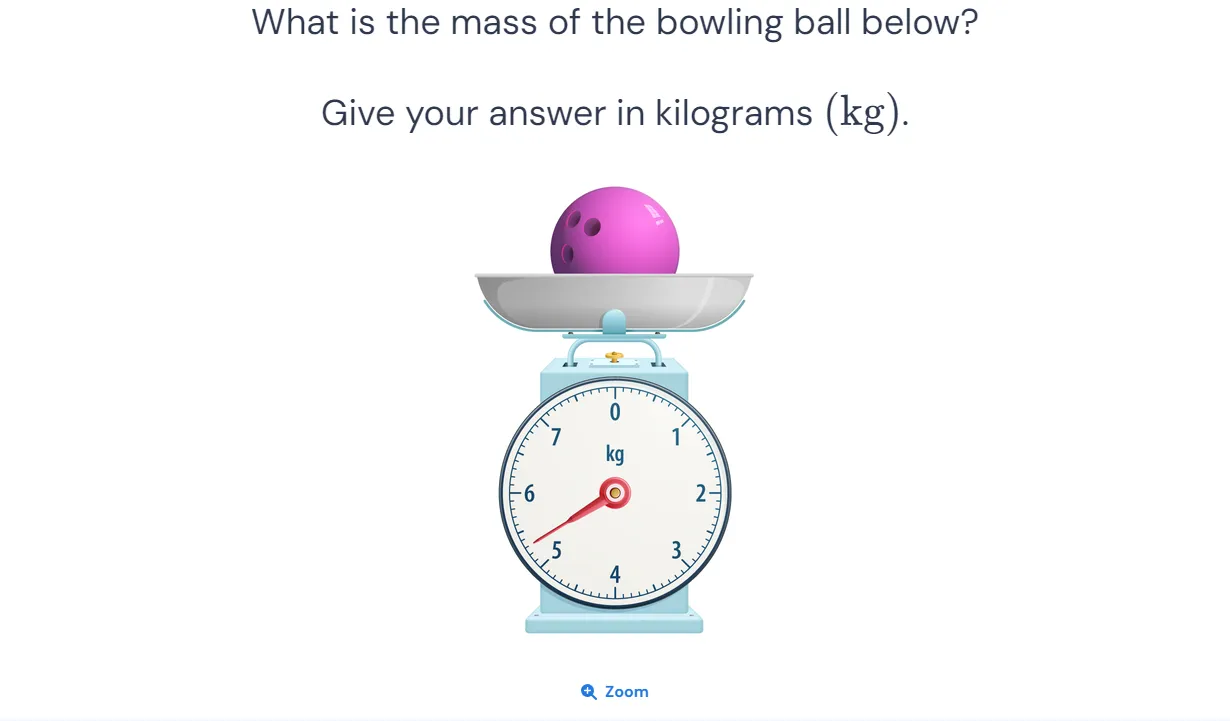 What is the mass of the bowling ball below?
Give your answer in kilograms (kg).
0
7 1
kg
6 2
5 3
4
Zoom